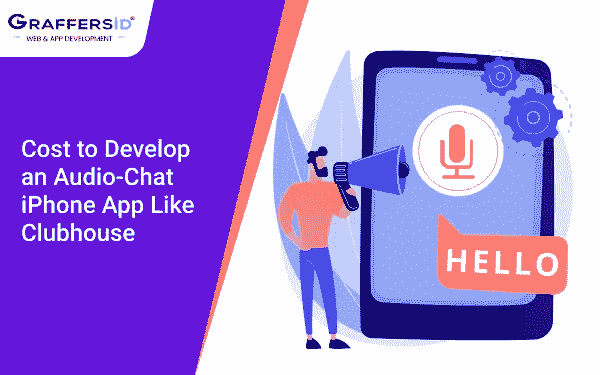 GRAFFERSID®
WEB & APP DEVELOPMENT
Cost to Develop
an Audio-Chat
iPhone App Like
Clubhouse
HELLO